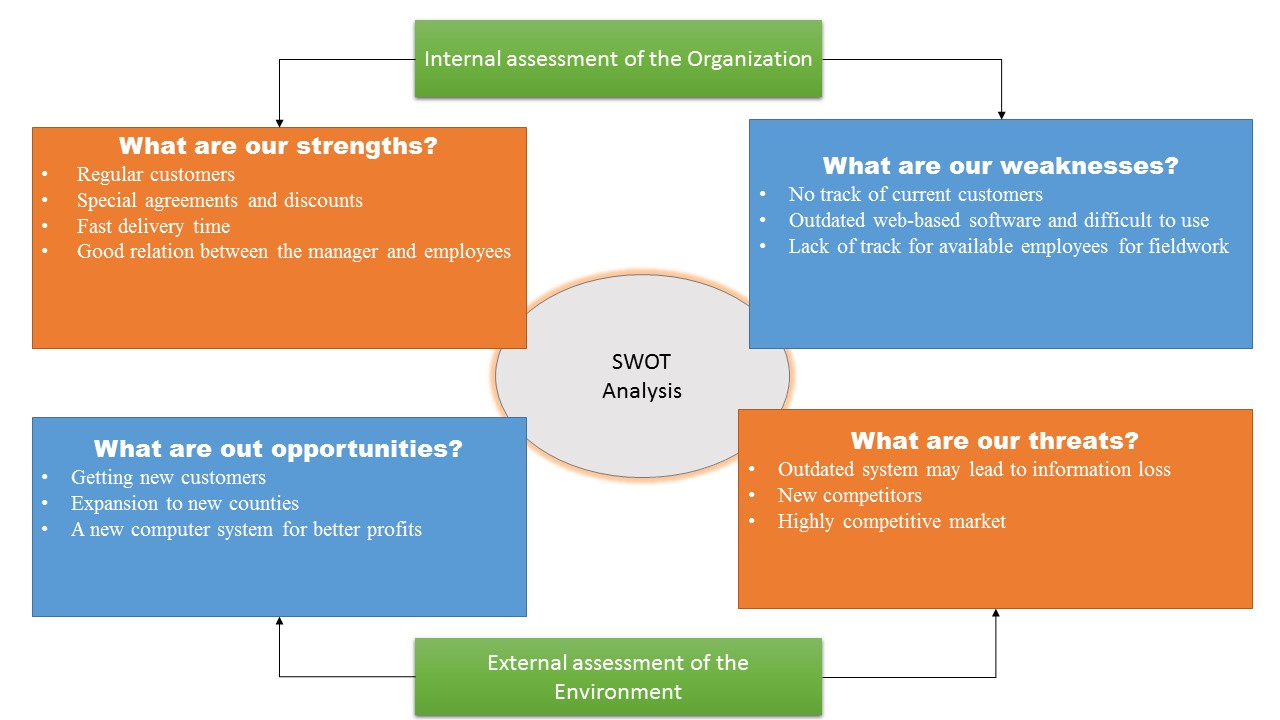 Internal assessment of the Organization
What are our strengths?
• Regular customers
• Special agreements and discounts
• Fast delivery time
• Good relation between the manager and employees
What are our weaknesses?
• No track of current customers
• Outdated web-based software and difficult to use
• Lack of track for available employees for fieldwork
SWOT
Analysis
What are out opportunities?
• Getting new customers
• Expansion to new counties
• A new computer system for better profits
What are our threats?
• Outdated system may lead to information loss
• New competitors
• Highly competitive market
External assessment of the
Environment